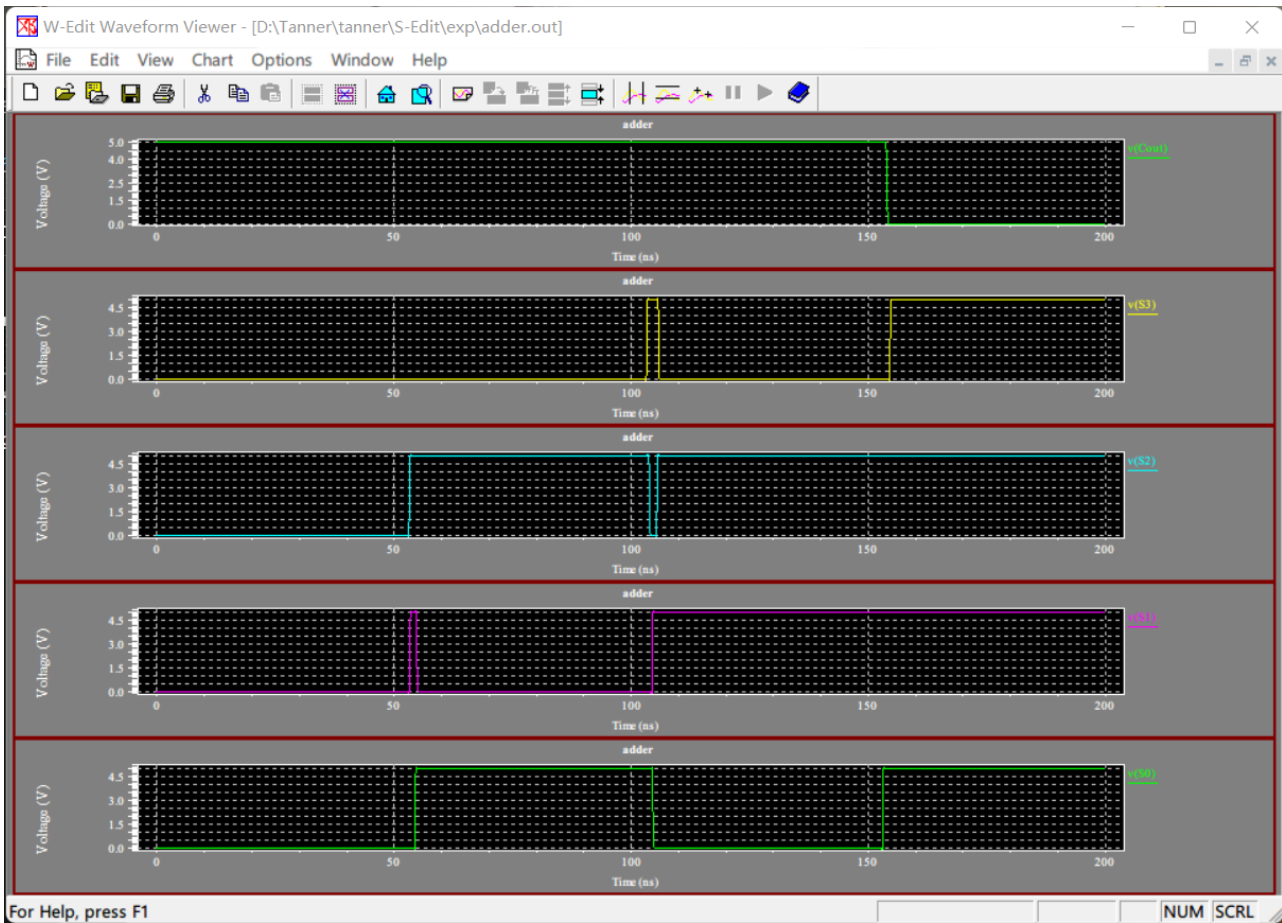 W-Edit Waveform Viewer - [D:\Tanner\tanner\S-Edit\exp\adder.out]
File Edit View Chart Options Window Help
adder
Voltage (V)
5.0
4.0
2.5
1.5
0.0
v(Cout)
0 50 100 150 200
Time (ns)
adder
Voltage (V)
4.5
3.0
1.5
0.0
v(S3)
0 50 100 150 200
Time (ns)
adder
Voltage (V)
4.5
3.0
1.5
0.0
v(S2)
0 50 100 150 200
Time (ns)
adder
Voltage (V)
4.5
3.0
1.5
0.0
v(S1)
0 50 100 150 200
Time (ns)
adder
Voltage (V)
4.5
3.0
1.5
0.0
v(S0)
0 50 100 150 200
Time (ns)
For Help, press F1 NUM SCRL